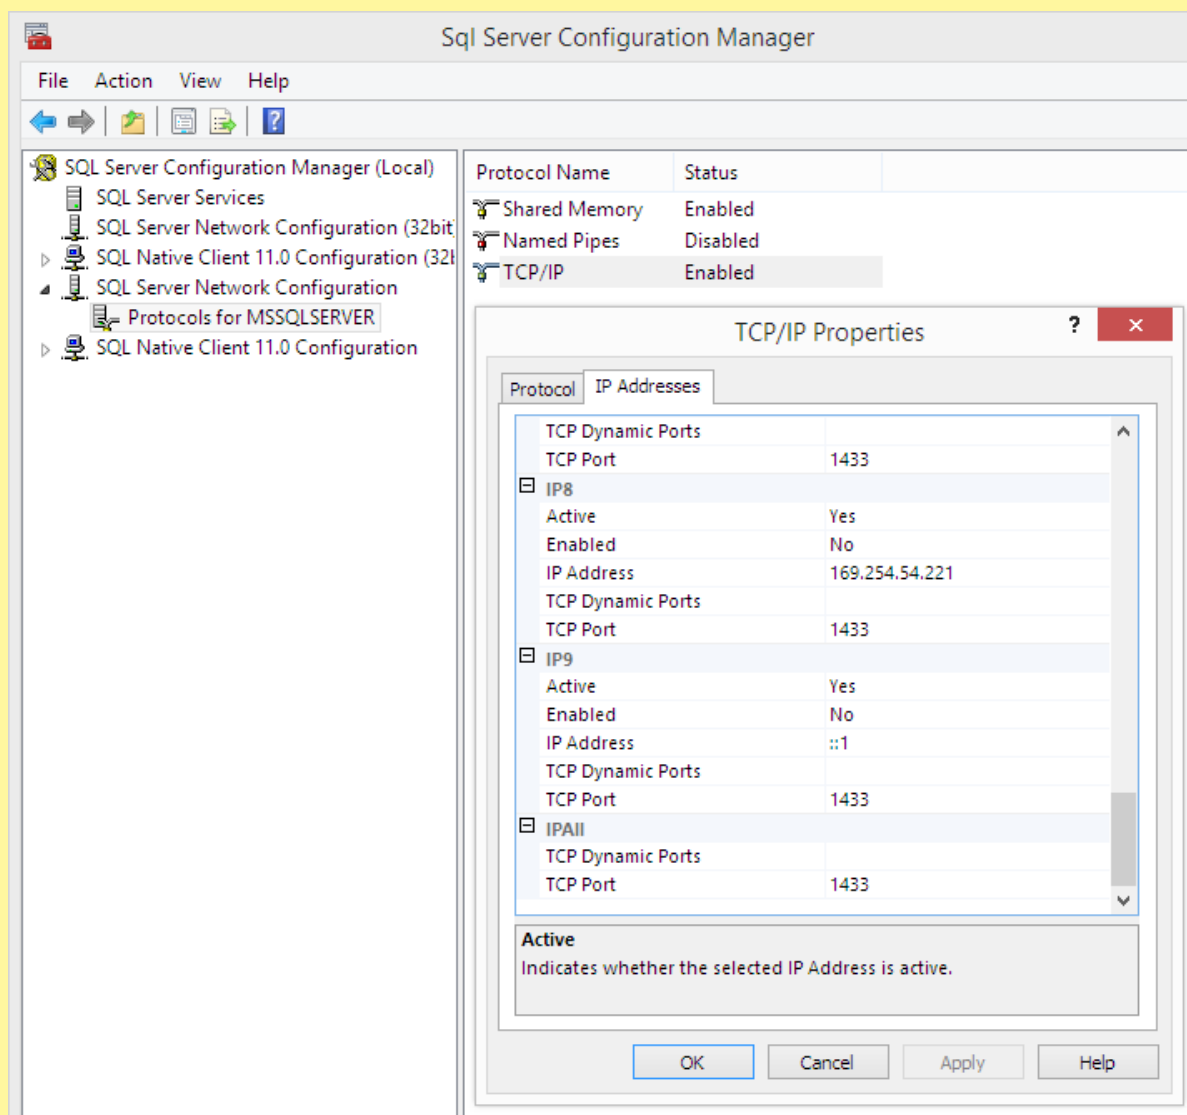 Sql Server Configuration Manager
File Action View Help
SQL Server Configuration Manager (Local)
SQL Server Services
SQL Server Network Configuration (32bit
SQL Native Client 11.0 Configuration (32b
SQL Server Network Configuration
Protocols for MSSQLSERVER
SQL Native Client 11.0 Configuration
Protocol Name Status
Shared Memory Enabled
Named Pipes Disabled
TCP/IP Enabled
TCP/IP Properties ?
Protocol IP Addresses
TCP Dynamic Ports
TCP Port 1433
IP8
Active Yes
Enabled No
IP Address 169.254.54.221
TCP Dynamic Ports
TCP Port 1433
IP9
Active Yes
Enabled No
IP Address ::1
TCP Dynamic Ports
TCP Port 1433
IPAll
TCP Dynamic Ports
TCP Port 1433
Active
Indicates whether the selected IP Address is active.
OK Cancel Apply Help